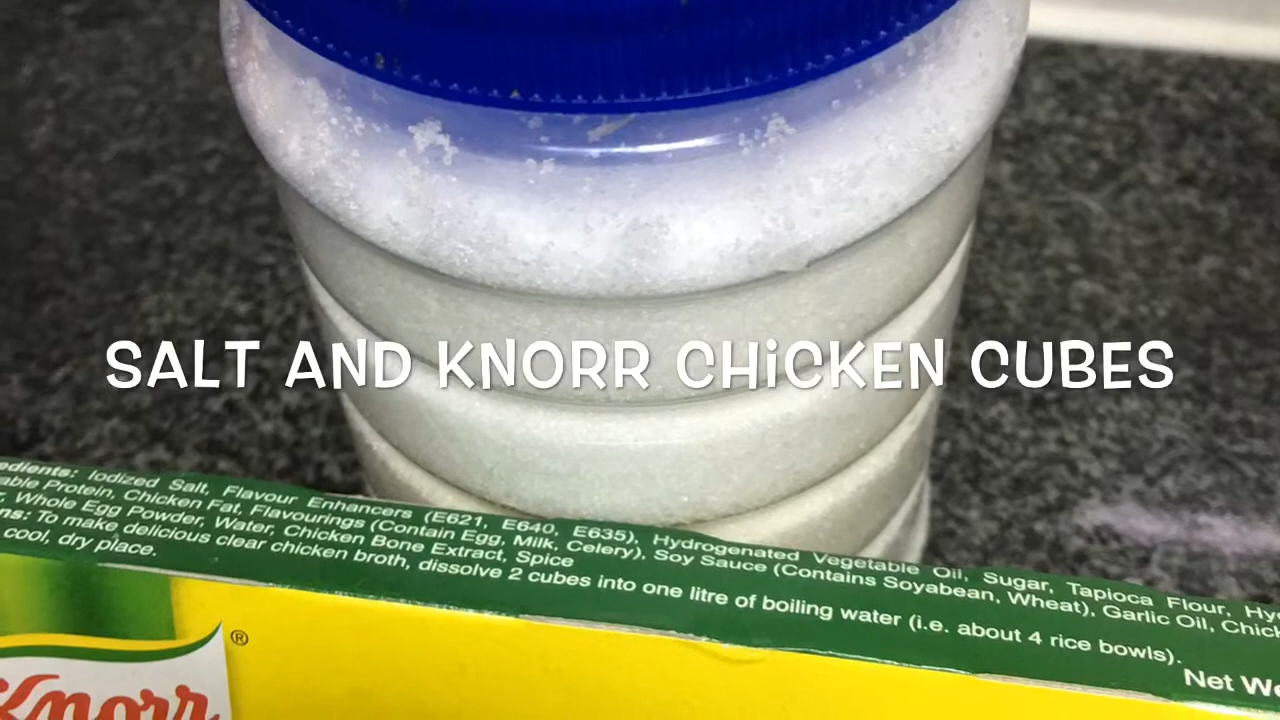 SALT AND KNORR CHiCKEN CUBES
edients: Iodized Salt, Flavour Enhancers (E621, E640, E635), Hydrogenated Vegetable Oil, Sugar, Tapioca Flour, Hy
able Protein, Chicken Fat, Flavourings (Contain Egg, Milk, Celery), Soy Sauce (Contains Soyabean, Wheat), Garlic Oil, Chick
, Whole Egg Powder, Water, Chicken Bone Extract, Spice
ns: To make delicious clear chicken broth, dissolve 2 cubes into one litre of boiling water (i.e. about 4 rice bowls).
cool, dry place.
Net We
Knorr ®